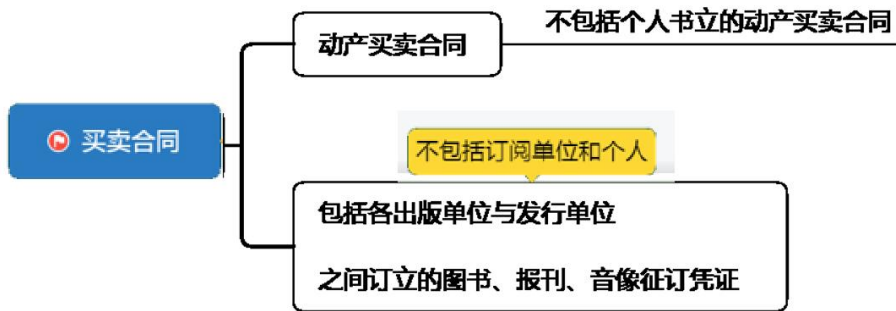 不包括个人书立的动产买卖合同
动产买卖合同
买卖合同
不包括订阅单位和个人
包括各出版单位与发行单位
之间订立的图书、报刊、音像征订凭证